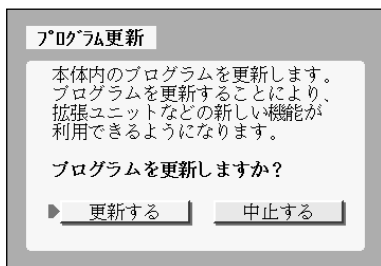 ﾌﾟﾛｸﾞﾗﾑ更新
本体内のプログラムを更新します。
プログラムを更新することにより、
拡張ユニットなどの新しい機能が
利用できるようになります。
プログラムを更新しますか？
更新する 中止する